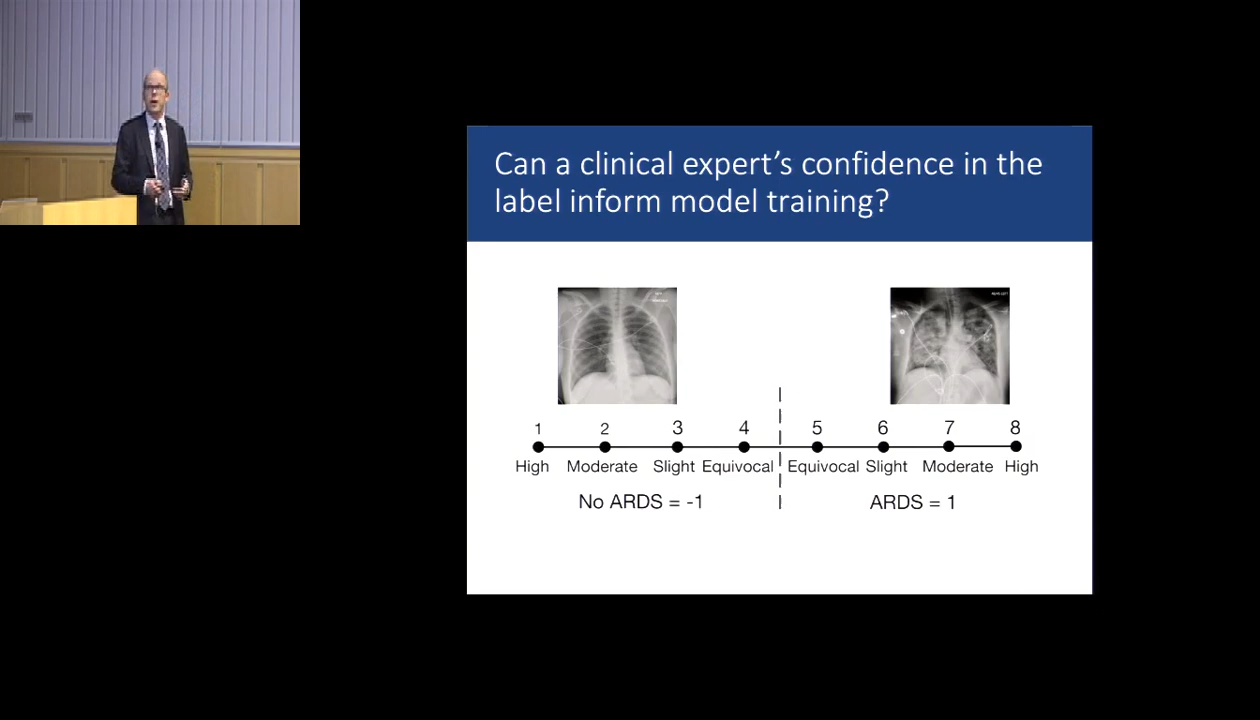 Can a clinical expert’s confidence in the
label inform model training?
1 2 3 4 5 6 7 8
High Moderate Slight Equivocal Equivocal Slight Moderate High
No ARDS = -1 ARDS = 1